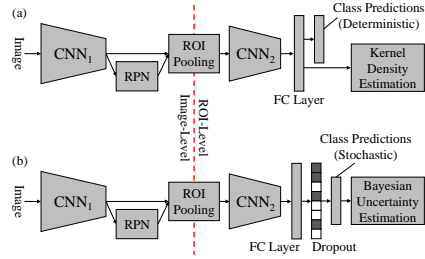 (a)
Image
CNN1
RPN
ROI
Pooling
CNN2
FC Layer
Class Predictions
(Deterministic)
Kernel
Density
Estimation
Image-Level
ROI-Level
(b)
Image
CNN1
RPN
ROI
Pooling
CNN2
FC Layer
Dropout
Class Predictions
(Stochastic)
Bayesian
Uncertainty
Estimation